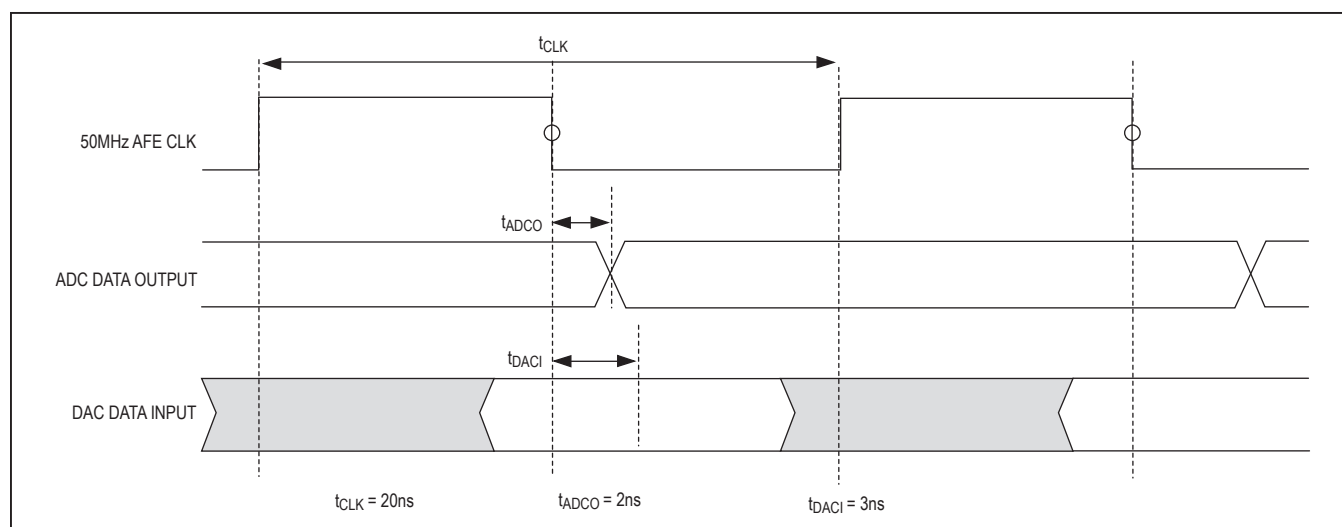 tCLK
50MHz AFE CLK
tADCO
ADC DATA OUTPUT
tDACI
DAC DATA INPUT
tCLK = 20ns tADCO = 2ns tDACI = 3ns